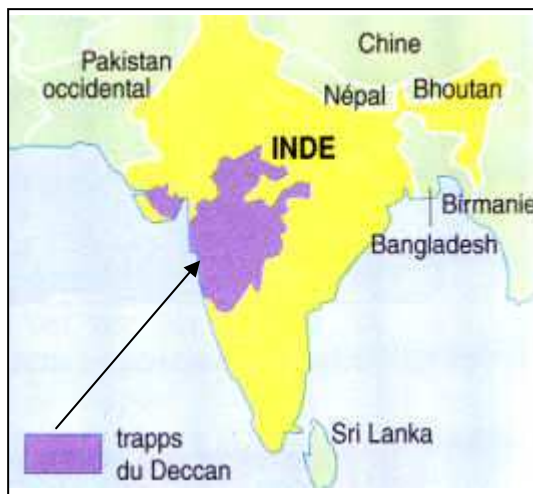 Chine
Pakistan
occidental
Népal
Bhoutan
INDE
Birmanie
Bangladesh
Sri Lanka
trapps
du Deccan